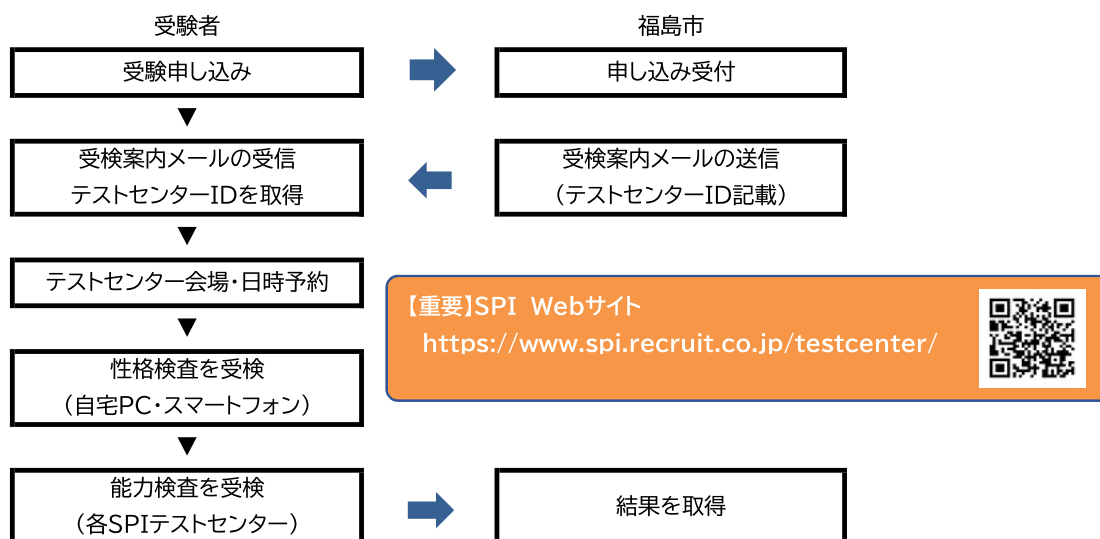 受験者
福島市
受験申し込み
申し込み受付
▼
受検案内メールの受信
テストセンターIDを取得
受検案内メールの送信
（テストセンターID記載）
▼
テストセンター会場・日時予約
【重要】SPI Webサイト
https://www.spi.recruit.co.jp/testcenter/
▼
性格検査を受検
（自宅PC・スマートフォン）
▼
能力検査を受検
（各SPIテストセンター）
結果を取得